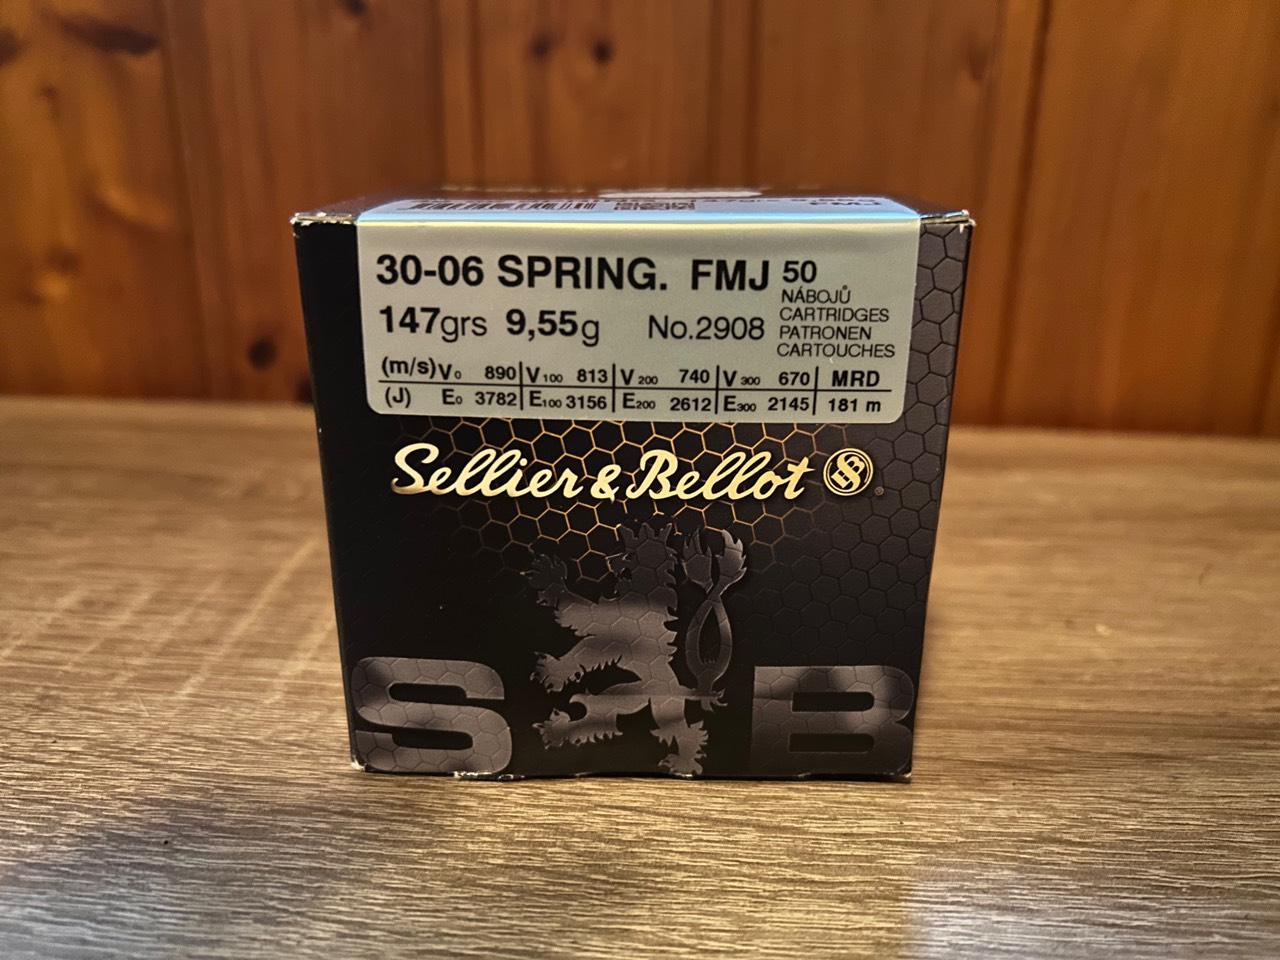 30-06 SPRING. FMJ 50
NÁBOJŮ
CARTRIDGES
PATRONEN
CARTOUCHES
147grs 9,55g No.2908
(m/s) V0 890 V100 813 V200 740 V300 670 MRD
(J) E0 3782 E100 3156 E200 2612 E300 2145 181 m
Sellier & Bellot SB ®
S B